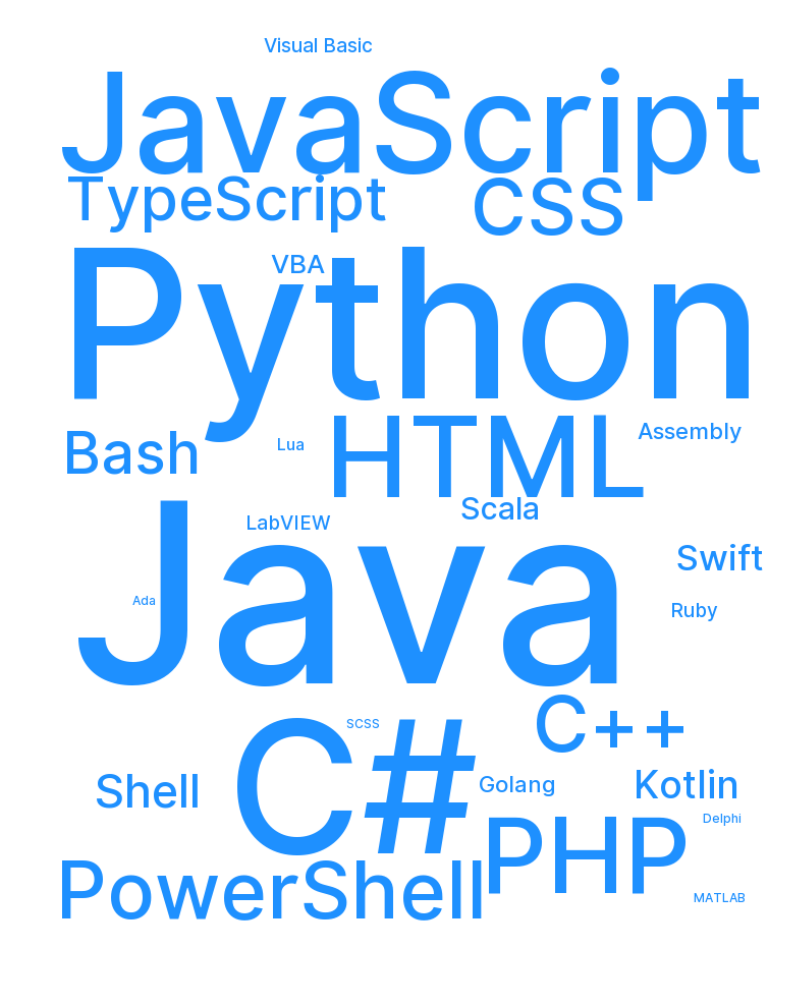 Visual Basic
JavaScript
TypeScript
CSS
VBA
Python
Bash
Lua
HTML
Assembly
Scala
LabVIEW
Swift
Java
Ada
Ruby
C++
scss
C#
Shell
Golang
Kotlin
Delphi
PHP
PowerShell
MATLAB